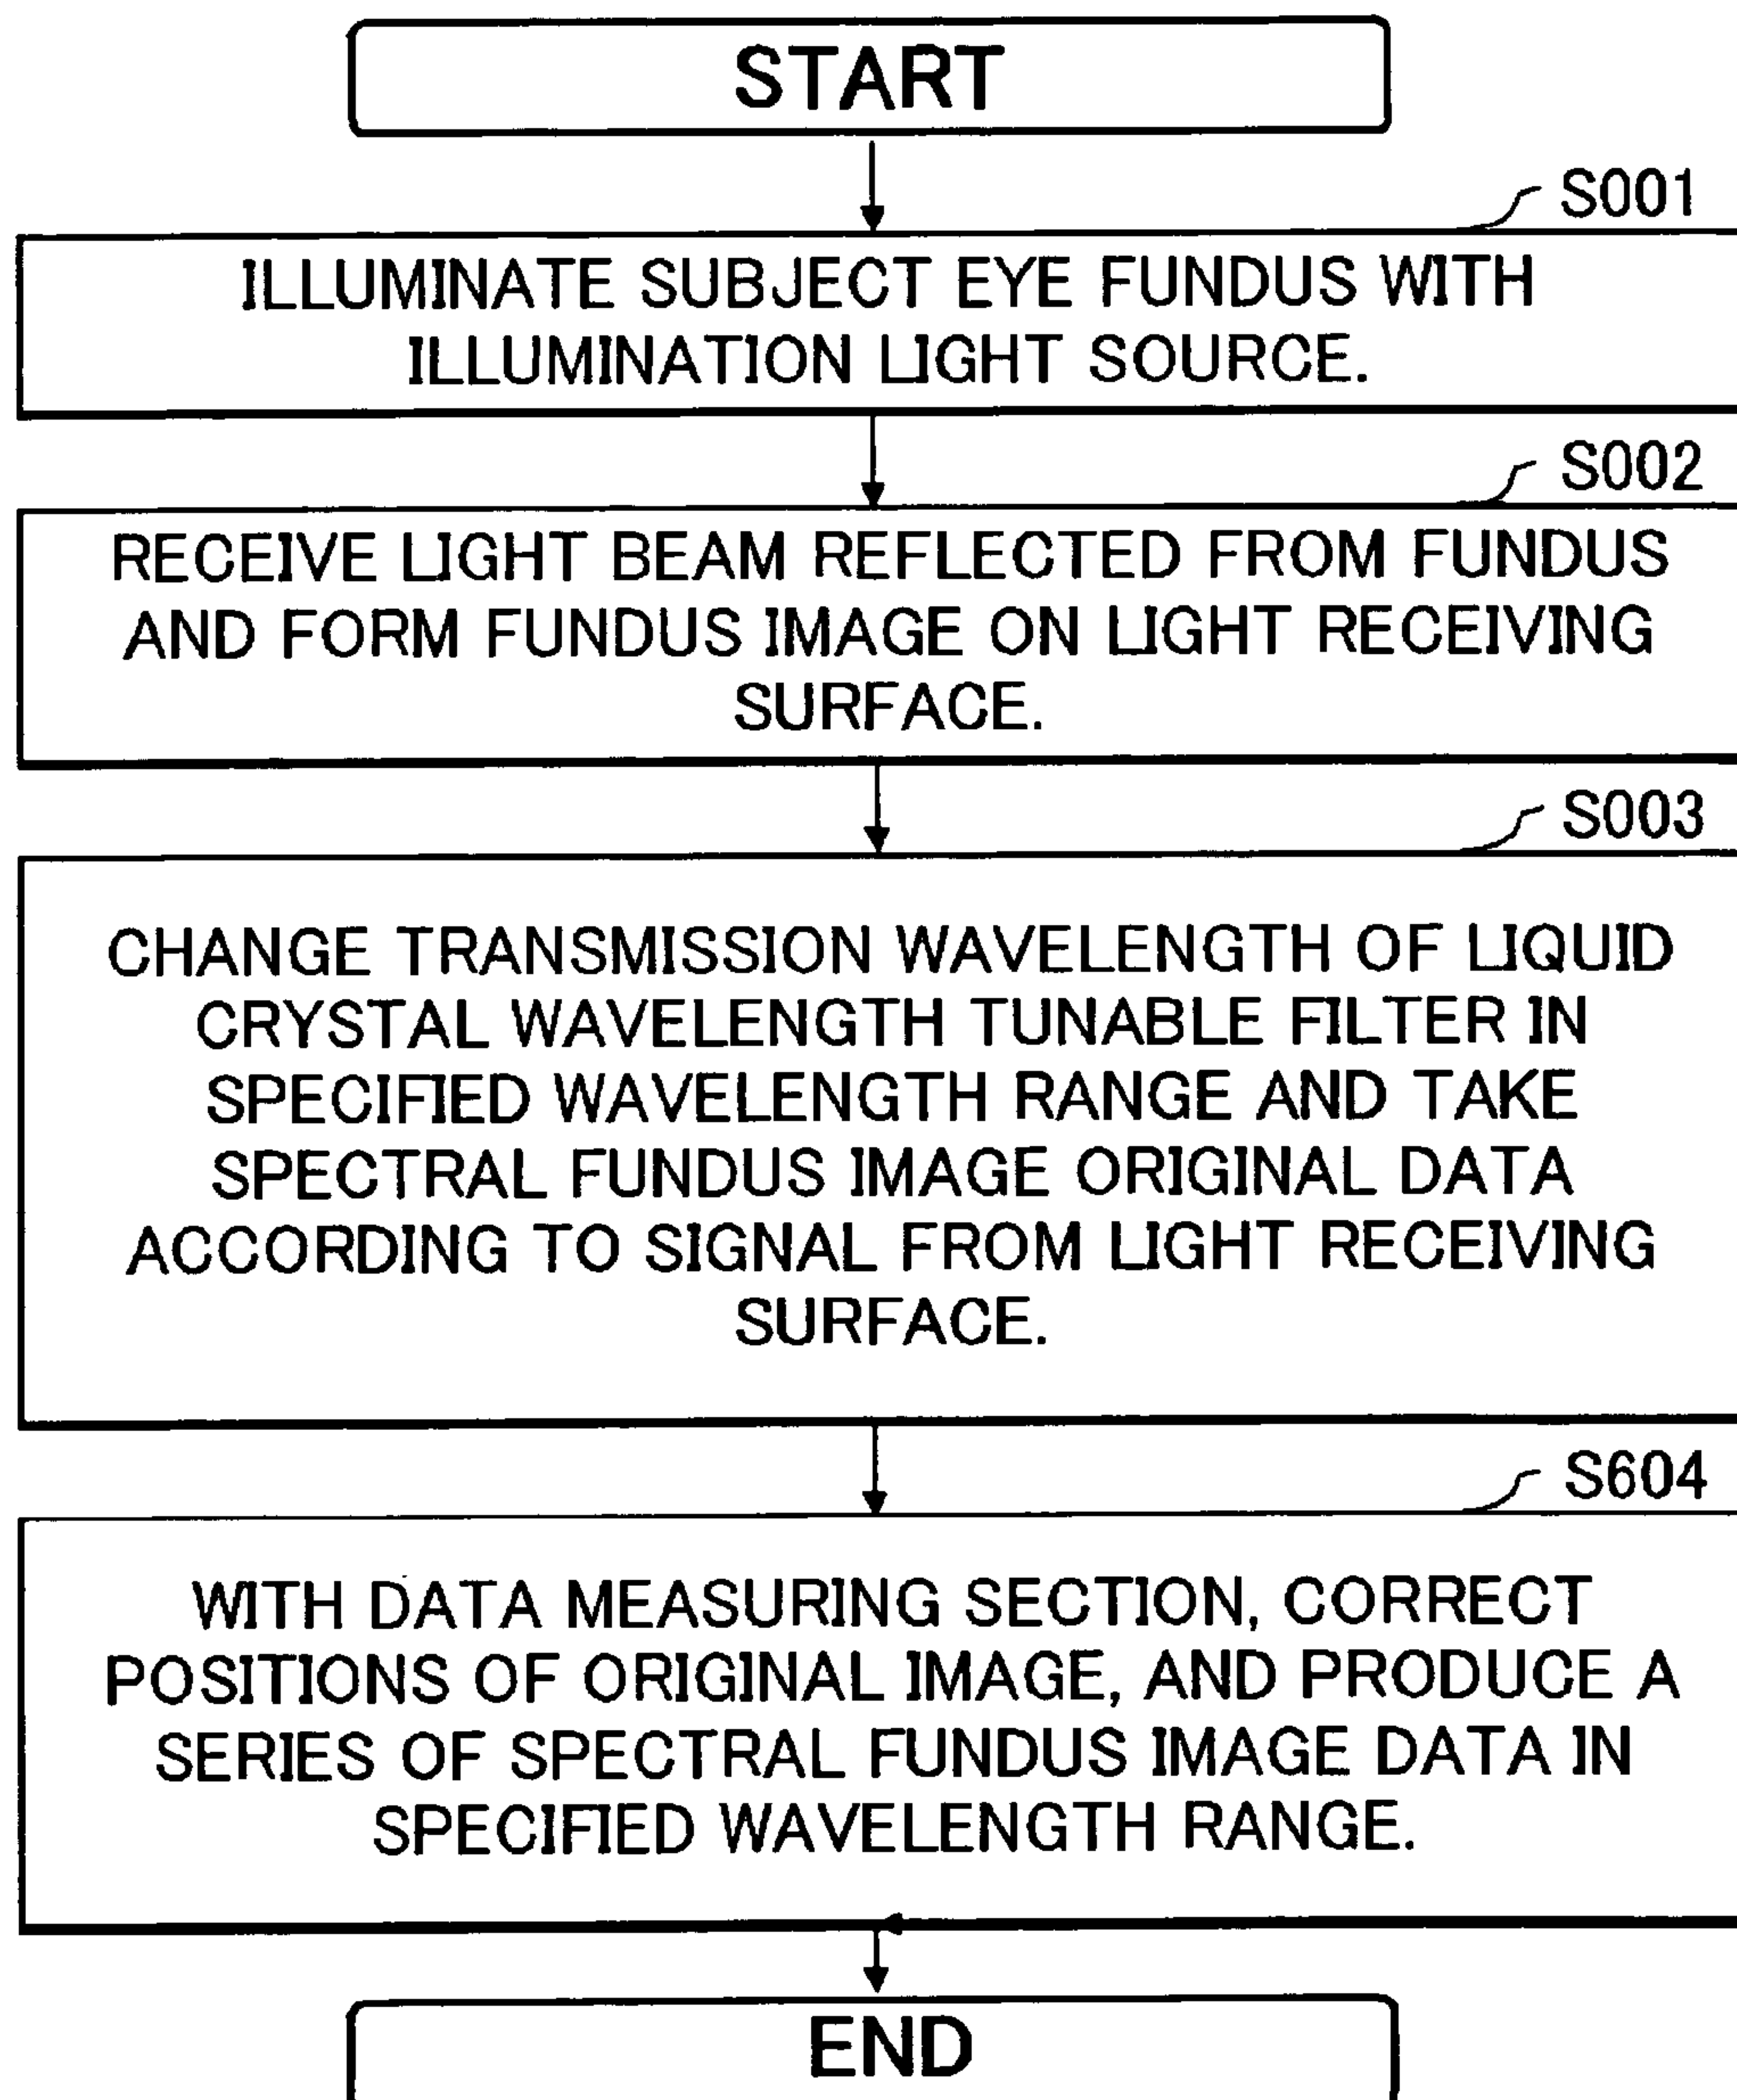 START
S001
ILLUMINATE SUBJECT EYE FUNDUS WITH
ILLUMINATION LIGHT SOURCE.
S002
RECEIVE LIGHT BEAM REFLECTED FROM FUNDUS
AND FORM FUNDUS IMAGE ON LIGHT RECEIVING
SURFACE.
S003
CHANGE TRANSMISSION WAVELENGTH OF LIQUID
CRYSTAL WAVELENGTH TUNABLE FILTER IN
SPECIFIED WAVELENGTH RANGE AND TAKE
SPECTRAL FUNDUS IMAGE ORIGINAL DATA
ACCORDING TO SIGNAL FROM LIGHT RECEIVING
SURFACE.
S604
WITH DATA MEASURING SECTION, CORRECT
POSITIONS OF ORIGINAL IMAGE, AND PRODUCE A
SERIES OF SPECTRAL FUNDUS IMAGE DATA IN
SPECIFIED WAVELENGTH RANGE.
END